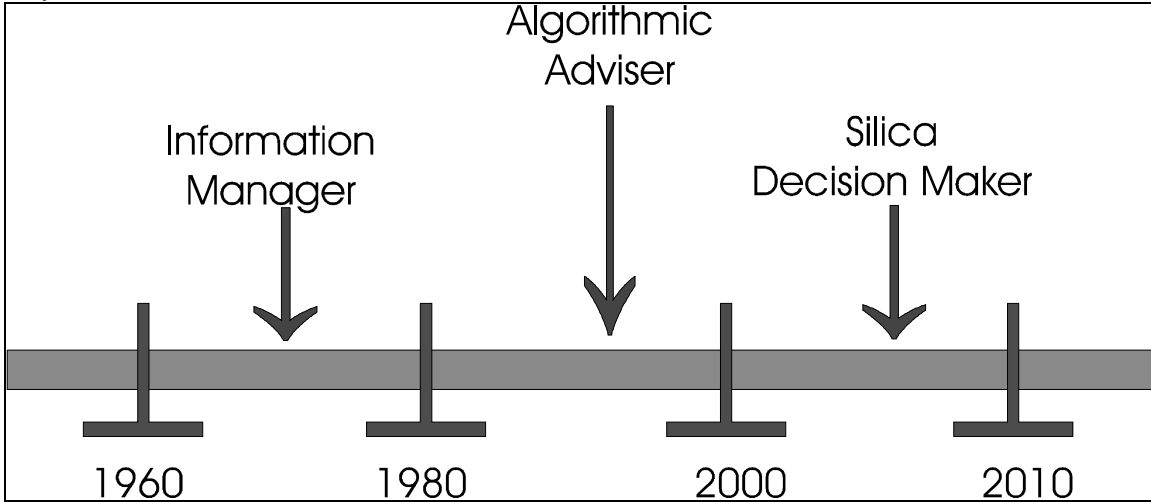 Algorithmic
Adviser
Information
Manager
Silica
Decision Maker
1960
1980
2000
2010